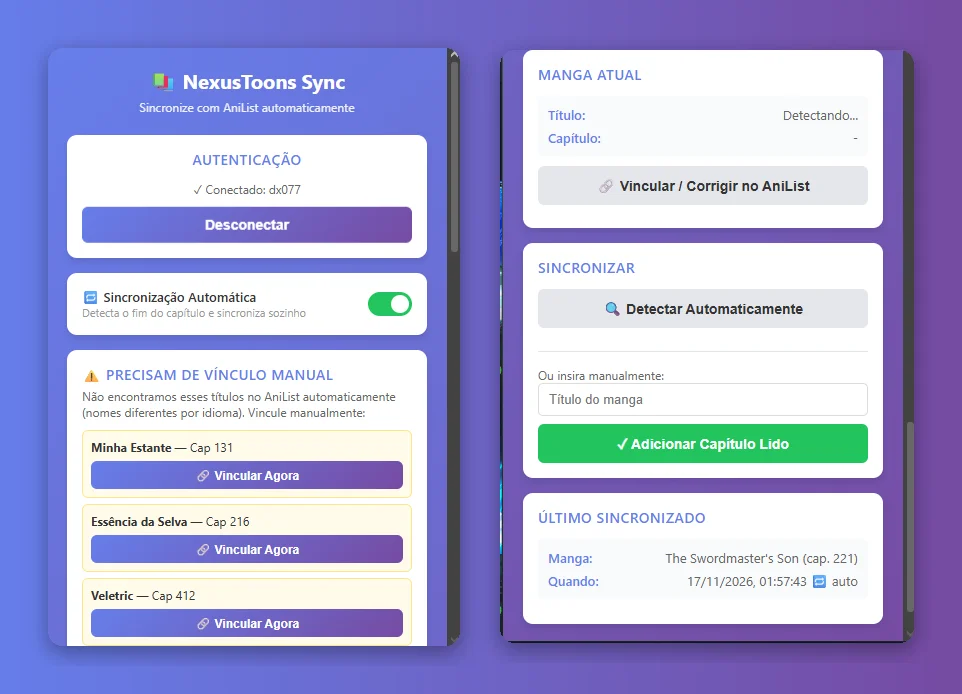 NexusToons Sync
Sincronize com AniList automaticamente
AUTENTICAÇÃO
✓ Conectado: dx077
Desconectar
Sincronização Automática
Detecta o fim do capítulo e sincroniza sozinho
PRECISAM DE VÍNCULO MANUAL
Não encontramos esses títulos no AniList automaticamente
(nomes diferentes por idioma). Vincule manualmente:
Minha Estante — Cap 131
Vincular Agora
Essência da Selva — Cap 216
Vincular Agora
Veletric — Cap 412
Vincular Agora
MANGA ATUAL
Título: Detectando...
Capítulo: -
Vincular / Corrigir no AniList
SINCRONIZAR
Detectar Automaticamente
Ou insira manualmente:
Título do manga
✓ Adicionar Capítulo Lido
ÚLTIMO SINCRONIZADO
Manga: The Swordmaster's Son (cap. 221)
Quando: 17/11/2026, 01:57:43 🔁 auto